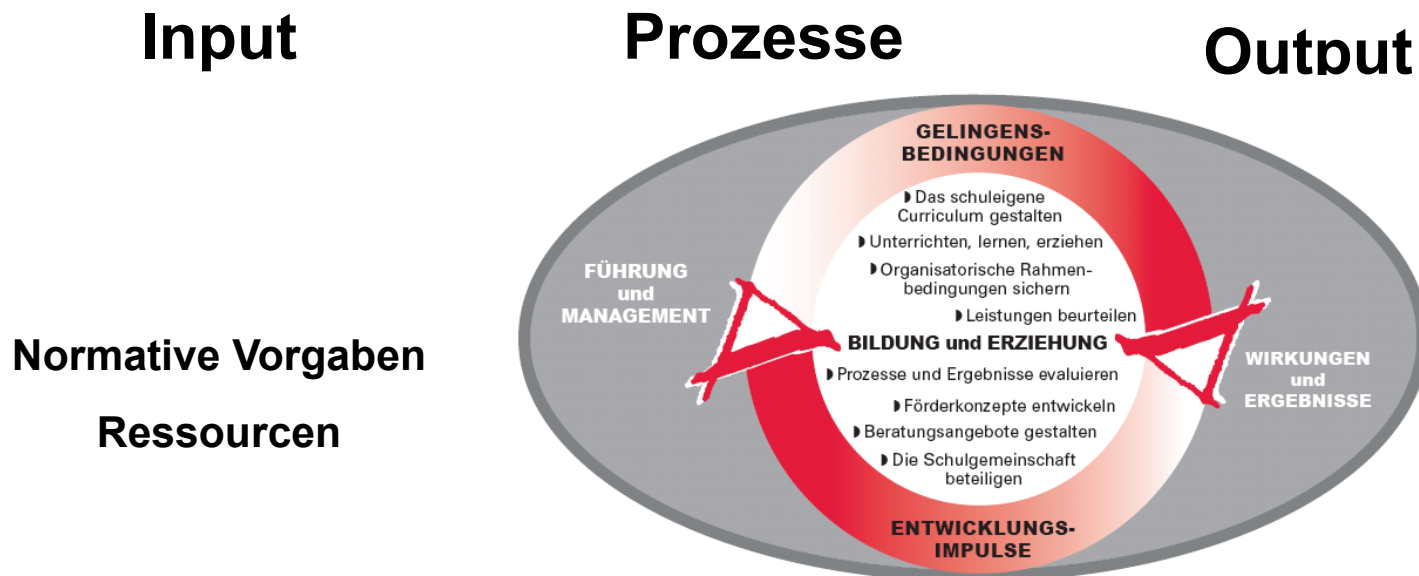 Input
Prozesse
Output
GELINGENS-
BEDINGUNGEN
◗ Das schuleigene
Curriculum gestalten
◗ Unterrichten, lernen, erziehen
◗ Organisatorische Rahmen-
bedingungen sichern
◗ Leistungen beurteilen
BILDUNG und ERZIEHUNG
◗ Prozesse und Ergebnisse evaluieren
◗ Förderkonzepte entwickeln
◗ Beratungsangebote gestalten
◗ Die Schulgemeinschaft
beteiligen
ENTWICKLUNGS-
IMPULSE
FÜHRUNG
und
MANAGEMENT
WIRKUNGEN
und
ERGEBNISSE
Normative Vorgaben
Ressourcen